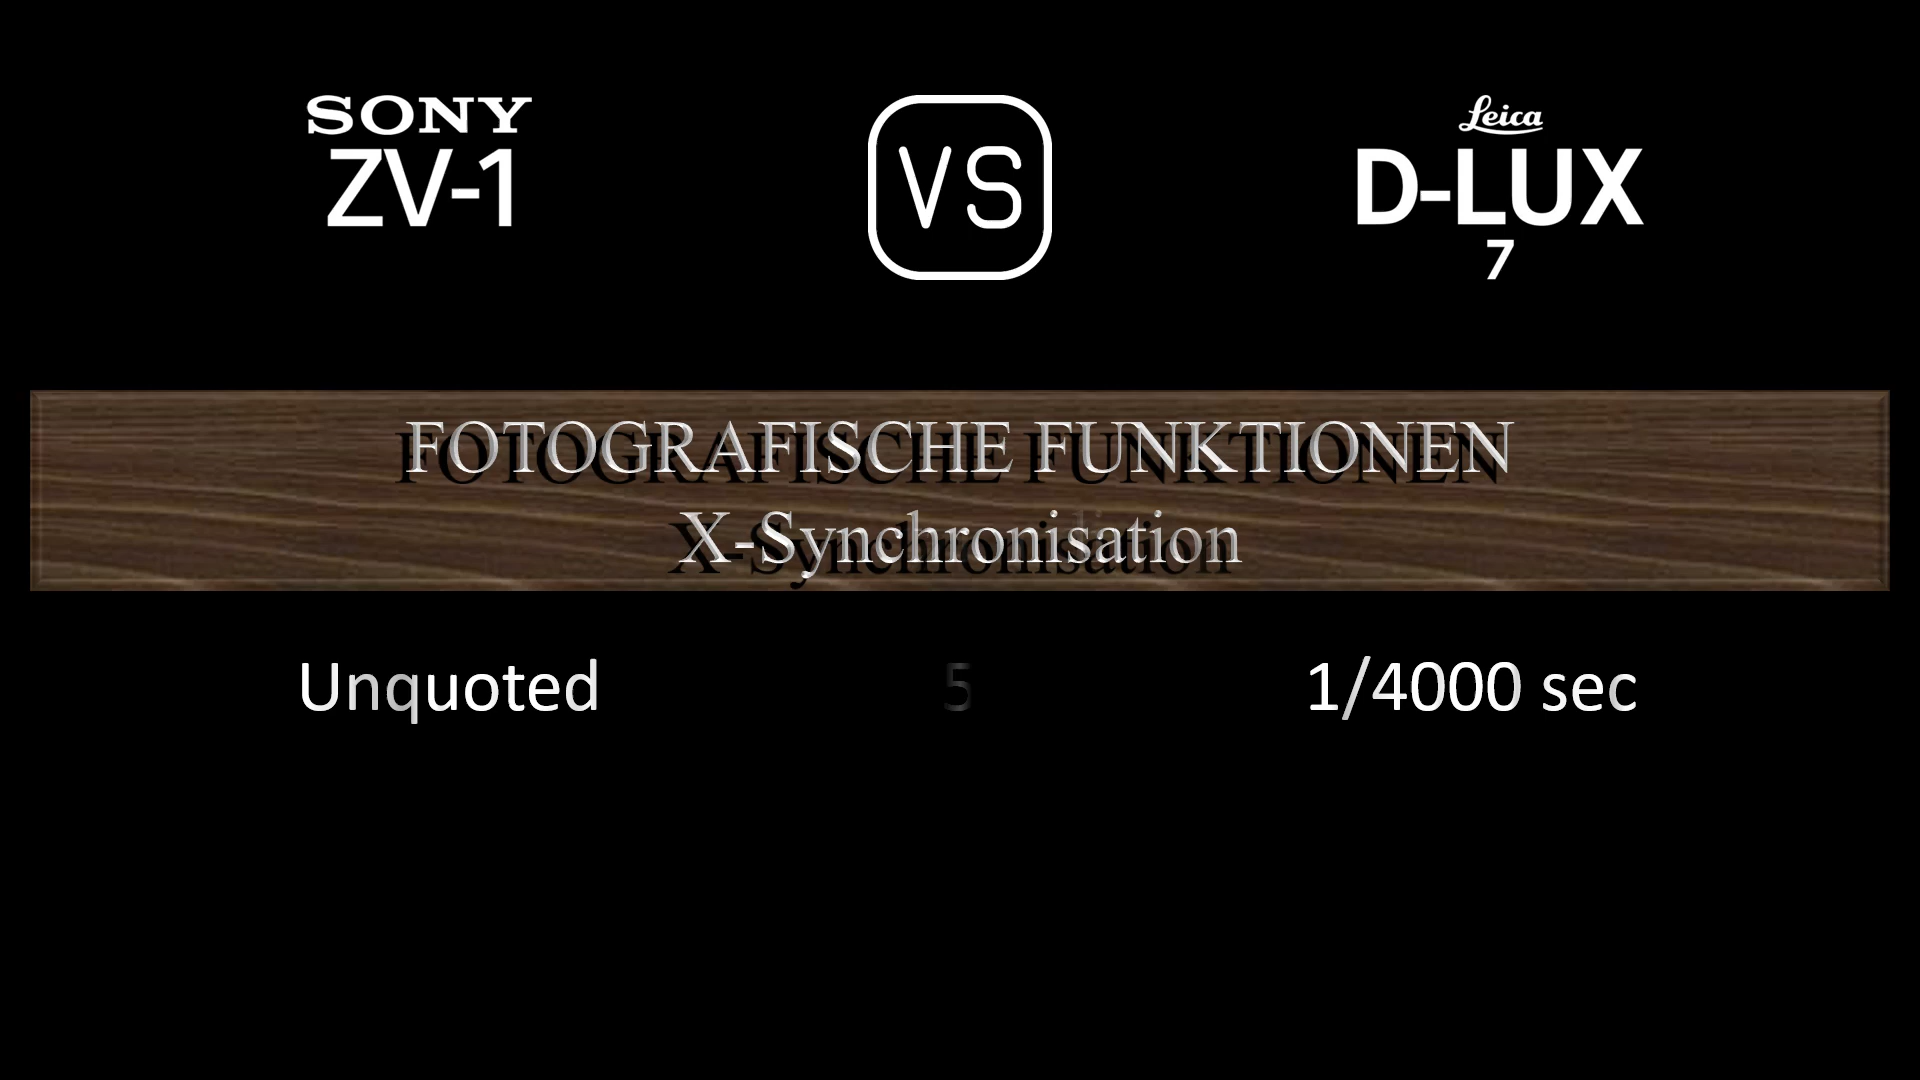 SONY
ZV-1
VS
Leica
D-LUX
7
FOTOGRAFISCHE FUNKTIONEN
X-Synchronisation
Unquoted
5
1/4000 sec